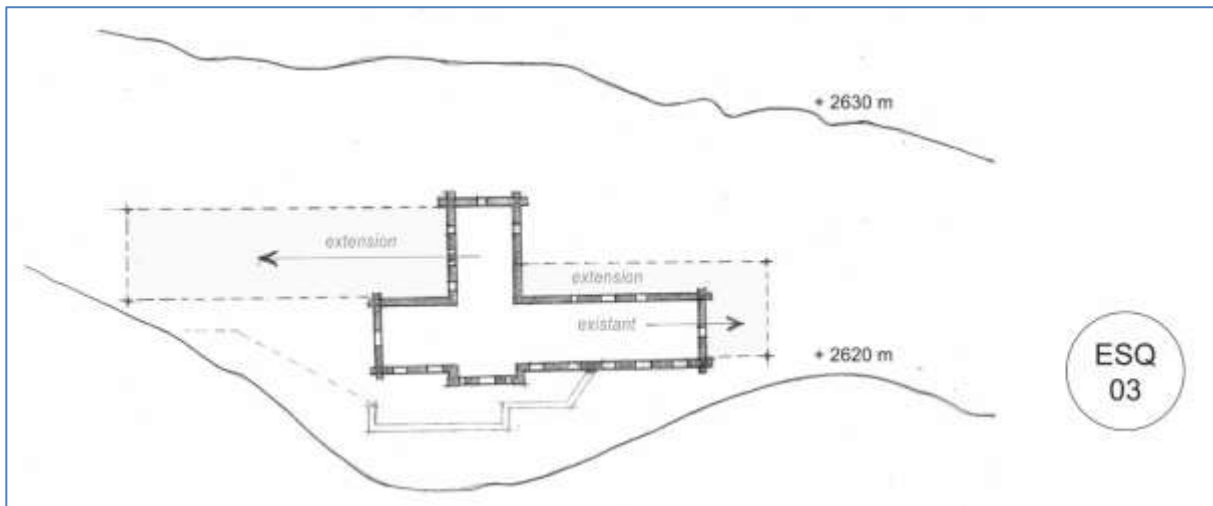 + 2630 m
extension
extension
existant
+ 2620 m
ESQ
03